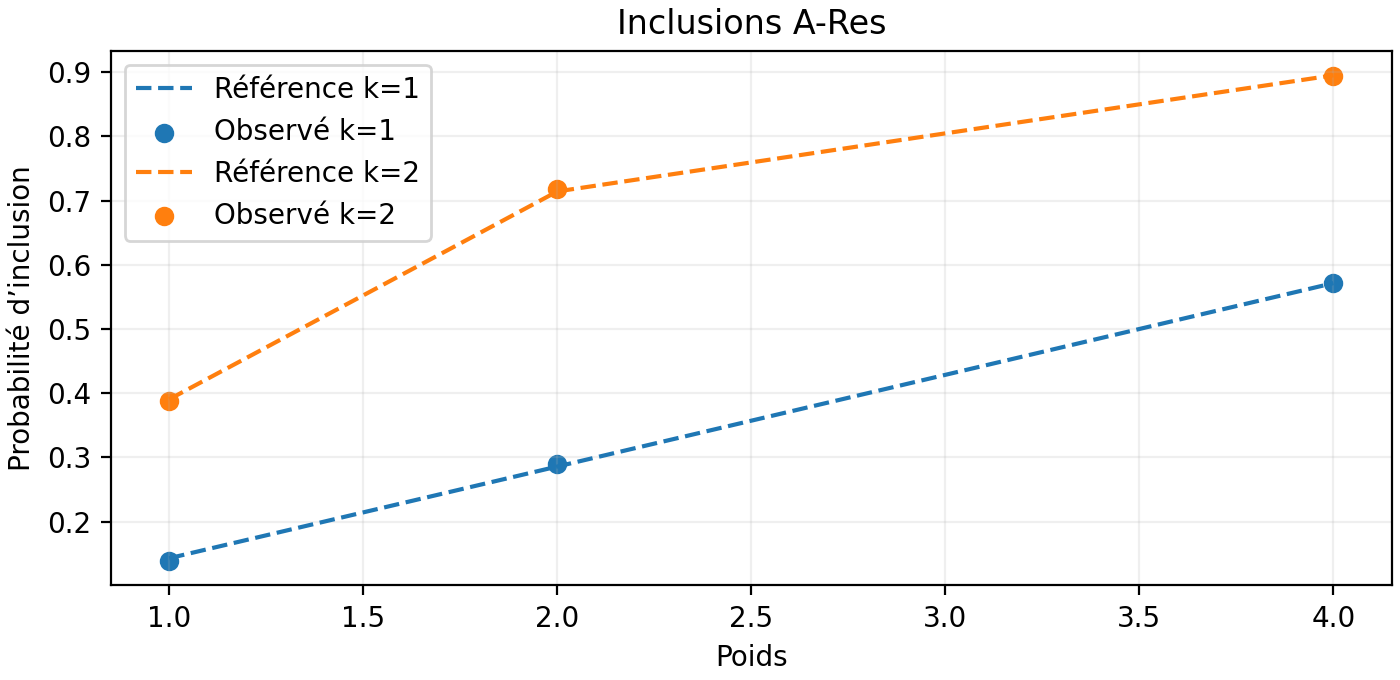 Inclusions A-Res
Référence k=1
Observé k=1
Référence k=2
Observé k=2
Probabilité d’inclusion
0.9
0.8
0.7
0.6
0.5
0.4
0.3
0.2
1.0 1.5 2.0 2.5 3.0 3.5 4.0
Poids